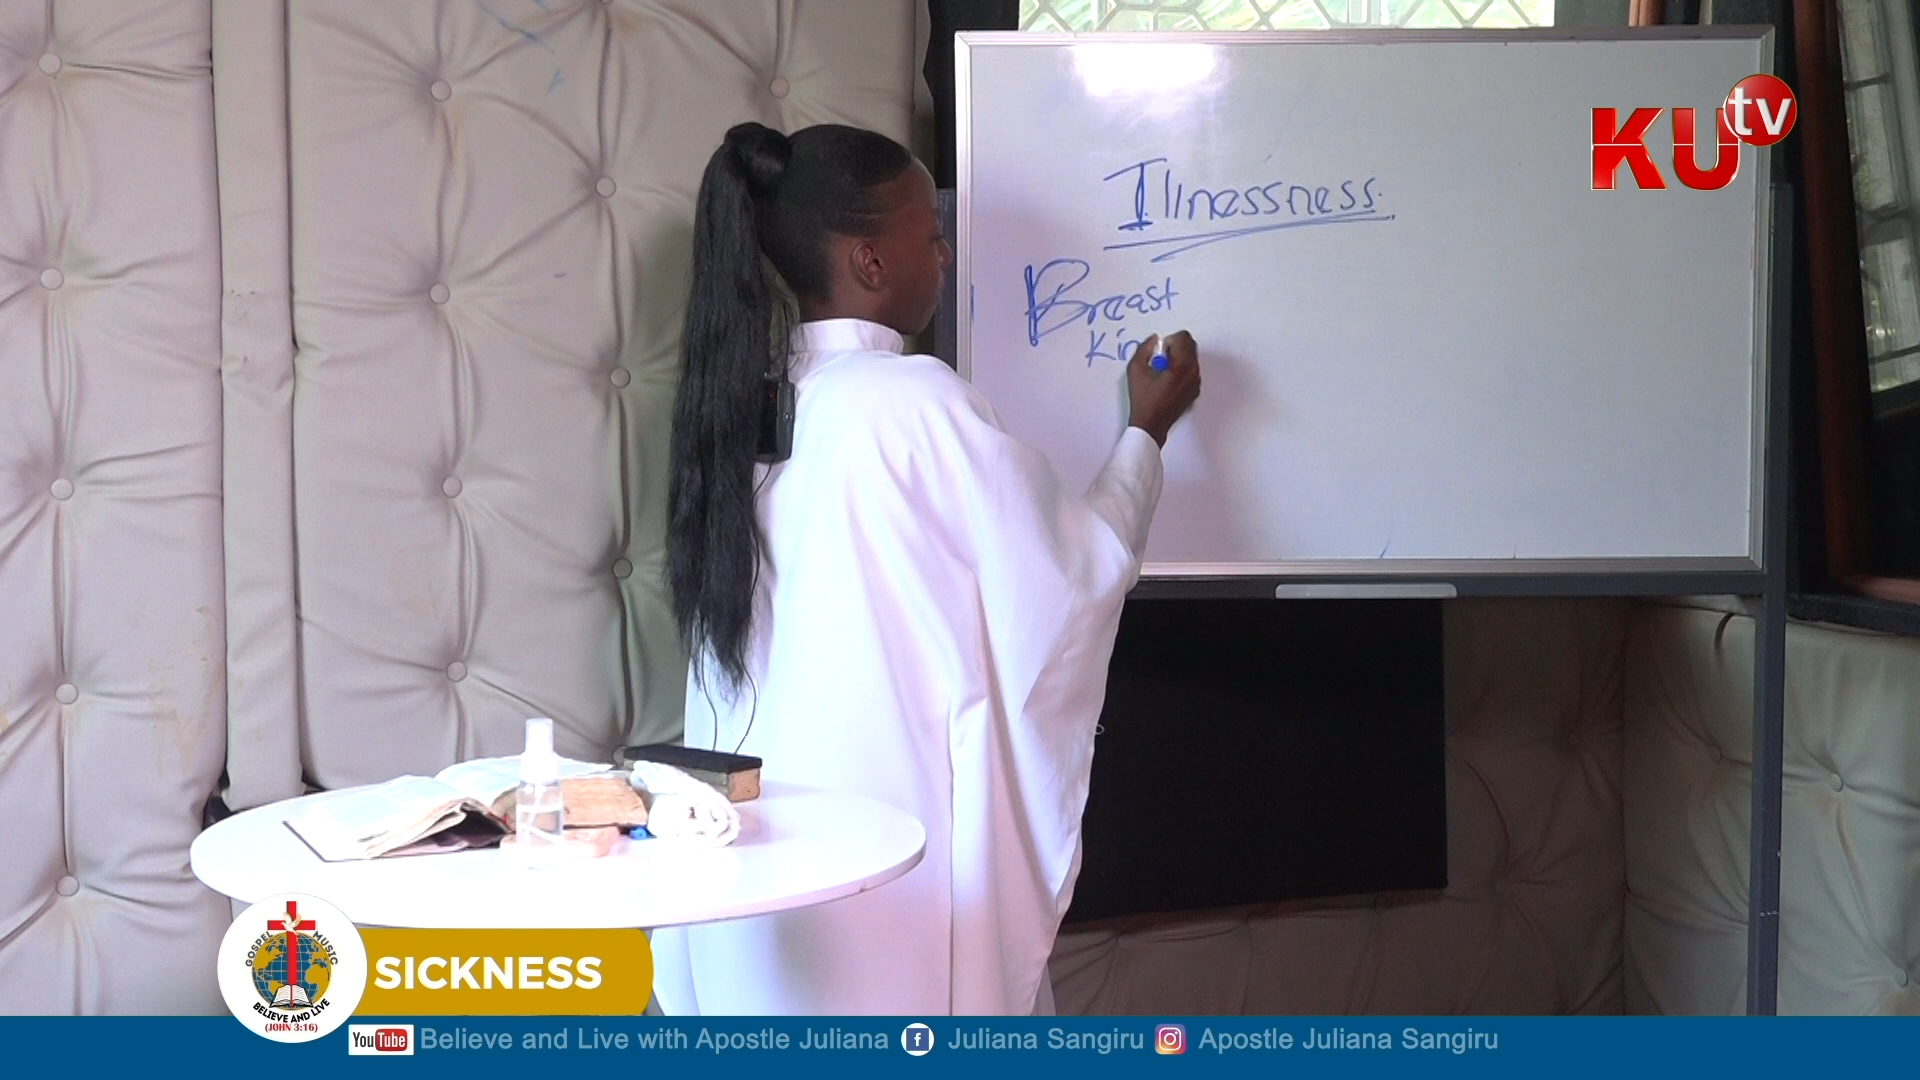 KU tv
Illnessness.
Breast
GOSPEL MUSIC
BELIEVE AND LIVE
(JOHN 3:16)
SICKNESS
YouTube Believe and Live with Apostle Juliana f Juliana Sangiru Apostle Juliana Sangiru